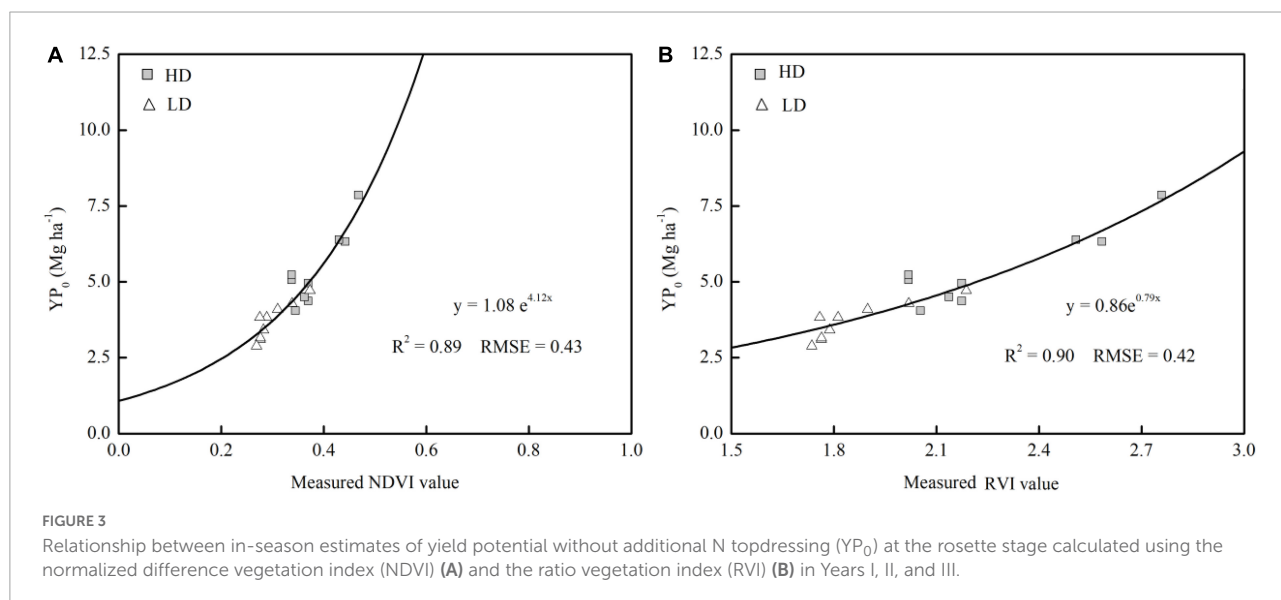 A
12.5
10.0
7.5
5.0
2.5
0.0
YP₀ (Mg ha⁻¹)
HD
LD
y = 1.08 e^4.12x
R² = 0.89 RMSE = 0.43
0.0 0.2 0.4 0.6 0.8 1.0
Measured NDVI value
B
12.5
10.0
7.5
5.0
2.5
0.0
YP₀ (Mg ha⁻¹)
HD
LD
y = 0.86e^0.79x
R² = 0.90 RMSE = 0.42
1.5 1.8 2.1 2.4 2.7 3.0
Measured RVI value
FIGURE 3
Relationship between in-season estimates of yield potential without additional N topdressing (YP₀) at the rosette stage calculated using the
normalized difference vegetation index (NDVI) (A) and the ratio vegetation index (RVI) (B) in Years I, II, and III.